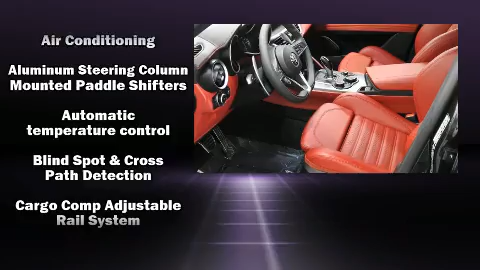 Air Conditioning
Aluminum Steering Column
Mounted Paddle Shifters
Automatic
temperature control
Blind Spot & Cross
Path Detection
Cargo Comp Adjustable
Rail System